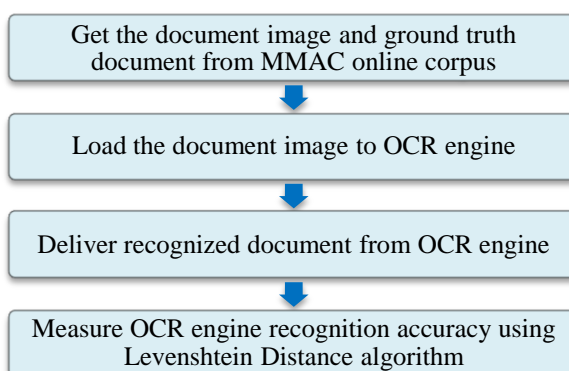 Get the document image and ground truth
document from MMAC online corpus
Load the document image to OCR engine
Deliver recognized document from OCR engine
Measure OCR engine recognition accuracy using
Levenshtein Distance algorithm